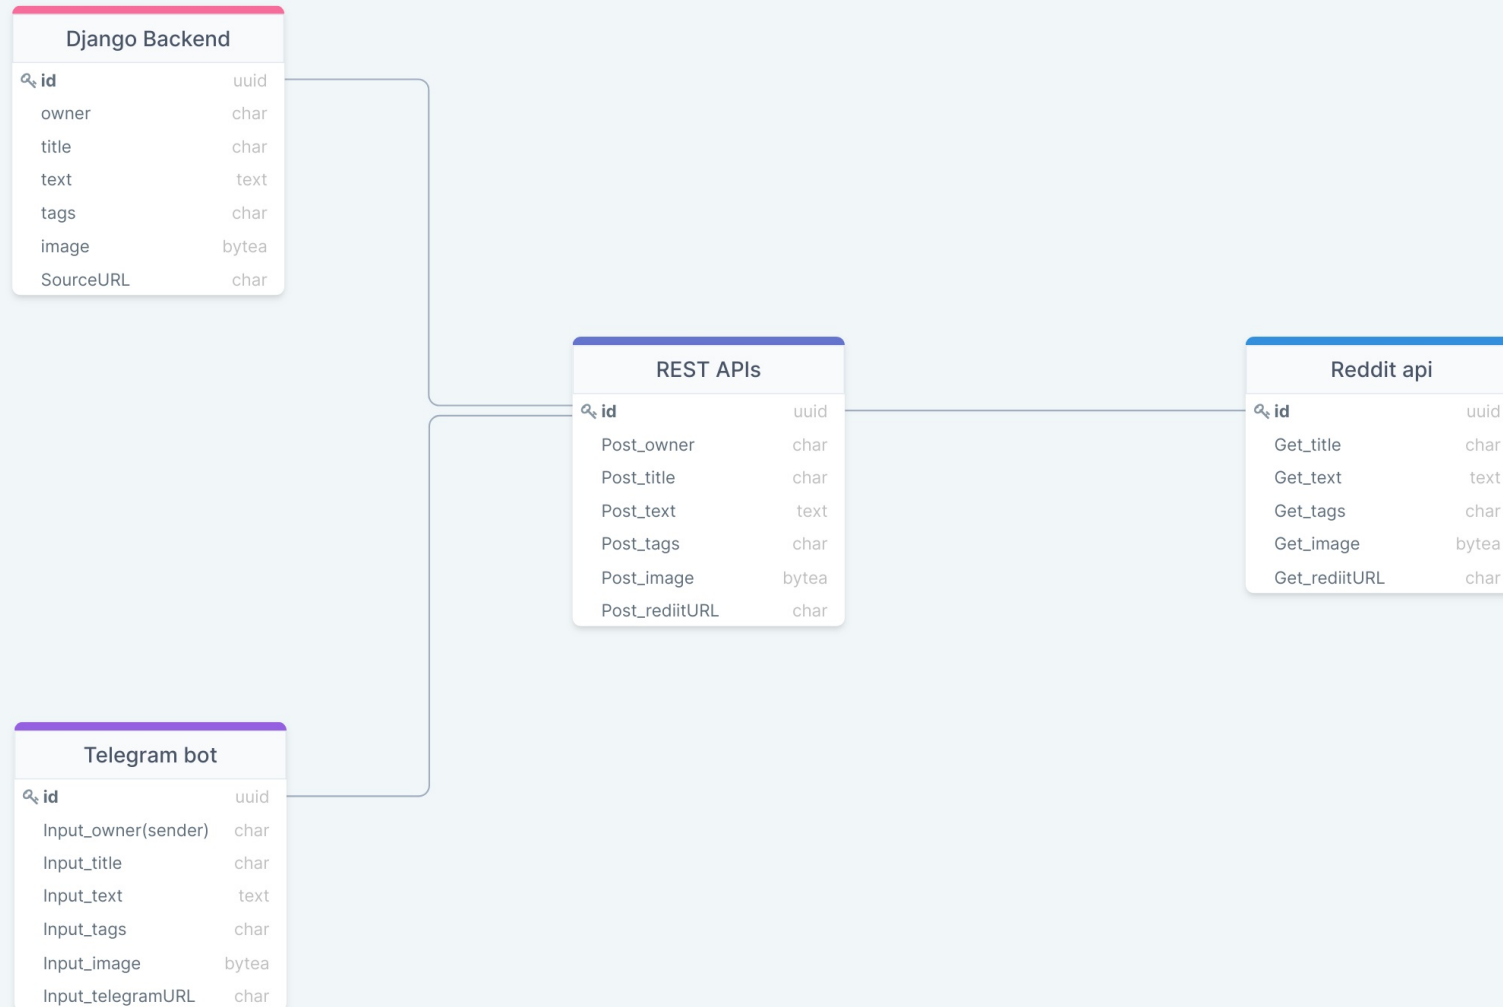 Django Backend
id uuid
owner char
title char
text text
tags char
image bytea
SourceURL char
REST APIs
id uuid
Post_owner char
Post_title char
Post_text text
Post_tags char
Post_image bytea
Post_rediitURL char
Reddit api
id uuid
Get_title char
Get_text text
Get_tags char
Get_image bytea
Get_rediitURL char
Telegram bot
id uuid
Input_owner(sender) char
Input_title char
Input_text text
Input_tags char
Input_image bytea
Input_telegramURL char